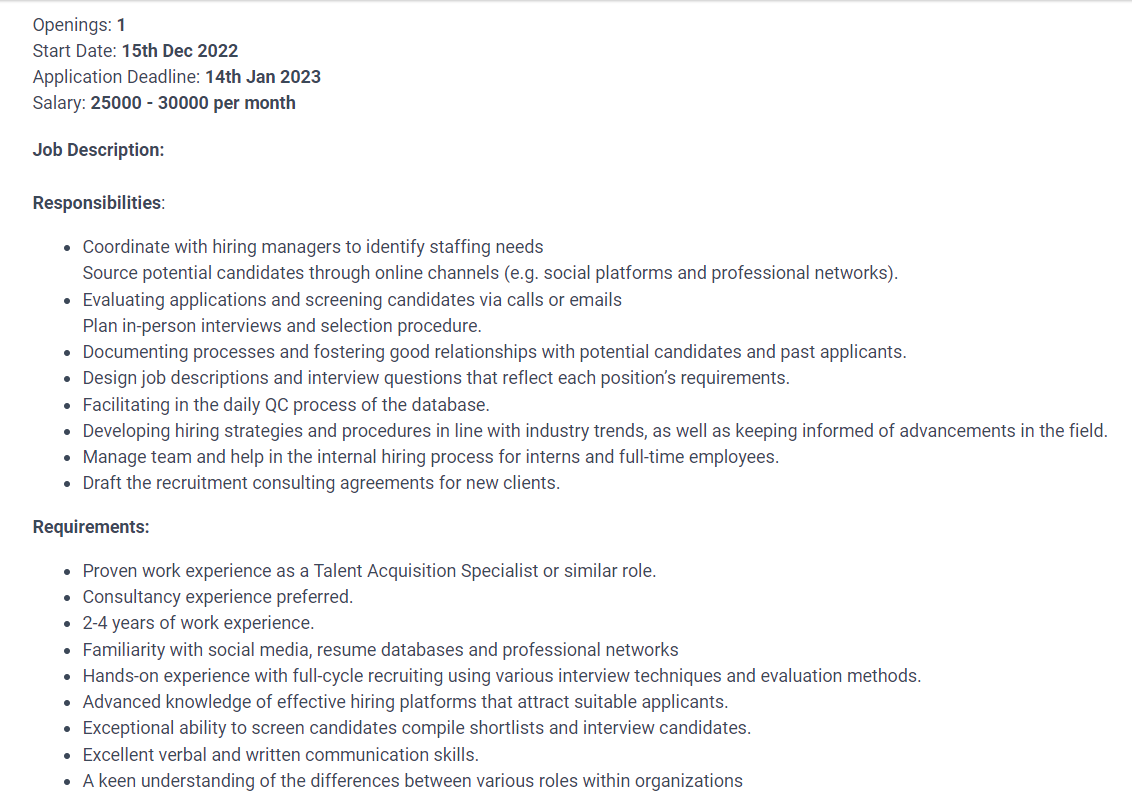 Openings: 1
Start Date: 15th Dec 2022
Application Deadline: 14th Jan 2023
Salary: 25000 - 30000 per month
Job Description:
Responsibilities:
• Coordinate with hiring managers to identify staffing needs
Source potential candidates through online channels (e.g. social platforms and professional networks).
• Evaluating applications and screening candidates via calls or emails
Plan in-person interviews and selection procedure.
• Documenting processes and fostering good relationships with potential candidates and past applicants.
• Design job descriptions and interview questions that reflect each position’s requirements.
• Facilitating in the daily QC process of the database.
• Developing hiring strategies and procedures in line with industry trends, as well as keeping informed of advancements in the field.
• Manage team and help in the internal hiring process for interns and full-time employees.
• Draft the recruitment consulting agreements for new clients.
Requirements:
• Proven work experience as a Talent Acquisition Specialist or similar role.
• Consultancy experience preferred.
• 2-4 years of work experience.
• Familiarity with social media, resume databases and professional networks
• Hands-on experience with full-cycle recruiting using various interview techniques and evaluation methods.
• Advanced knowledge of effective hiring platforms that attract suitable applicants.
• Exceptional ability to screen candidates compile shortlists and interview candidates.
• Excellent verbal and written communication skills.
• A keen understanding of the differences between various roles within organizations